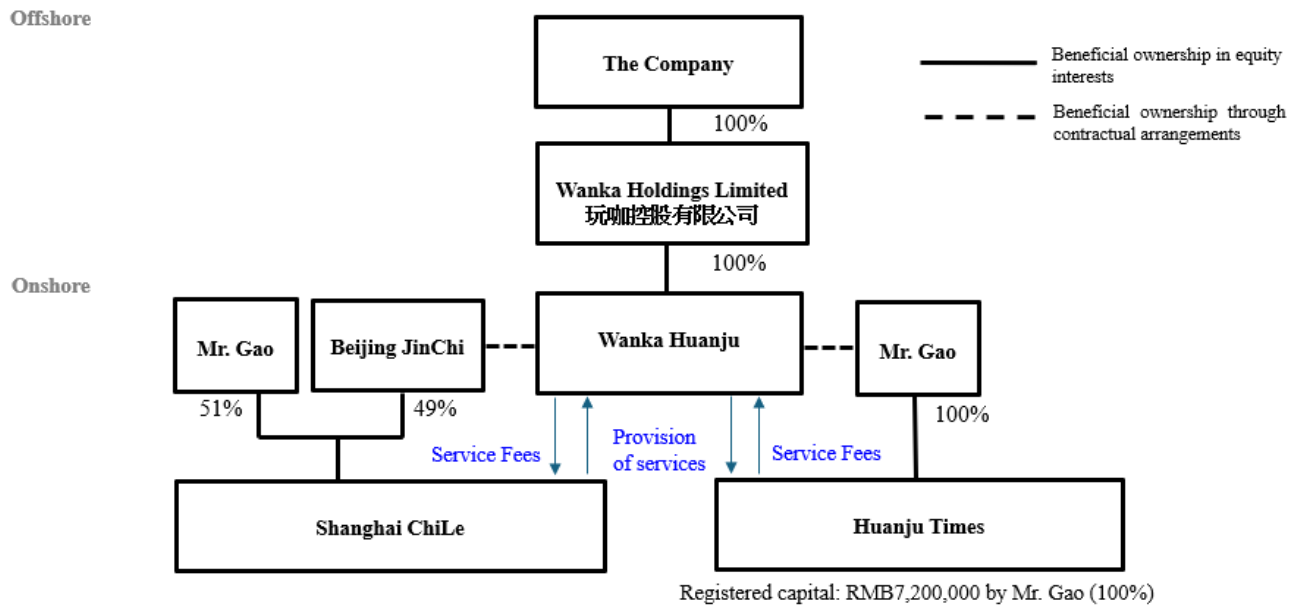 Offshore
The Company
Beneficial ownership in equity
interests
Beneficial ownership through
contractual arrangements
100%
Wanka Holdings Limited
玩咖控股有限公司
100%
Onshore
Mr. Gao
Beijing JinChi
Wanka Huanju
Mr. Gao
51%
49%
100%
Service Fees
Provision
of services
Service Fees
Shanghai ChiLe
Huanju Times
Registered capital: RMB7,200,000 by Mr. Gao (100%)